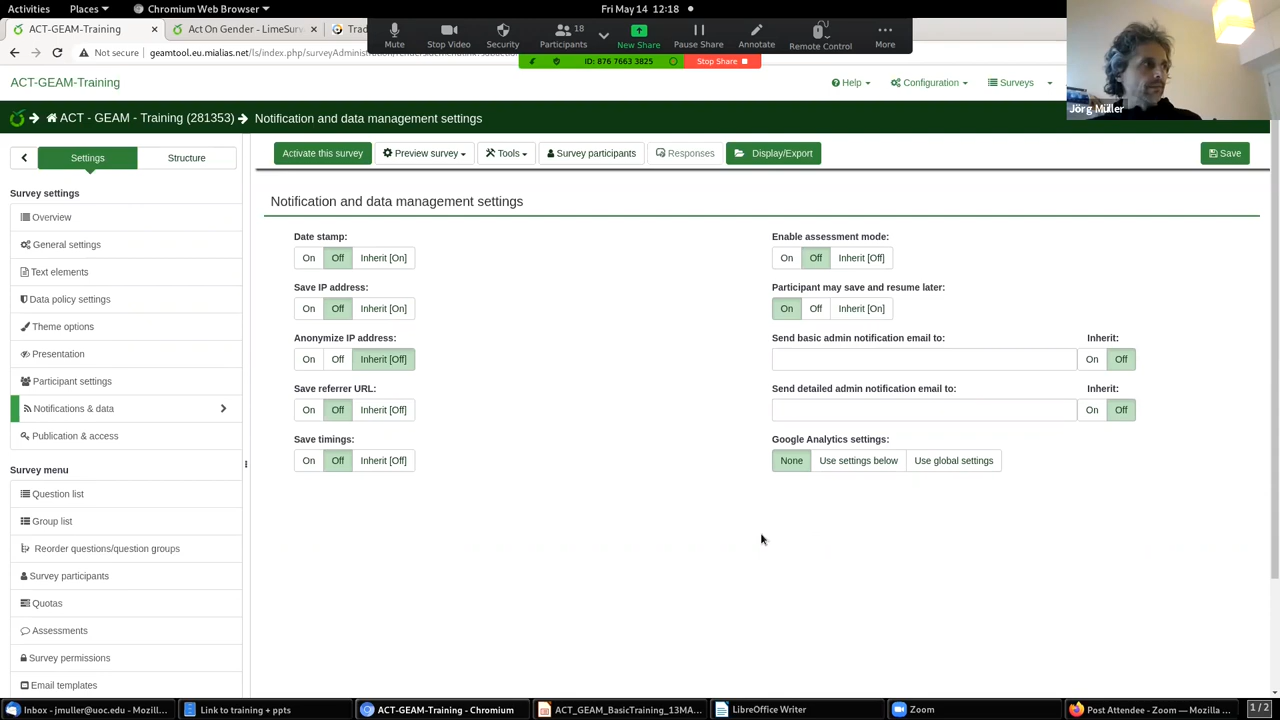 Activities Places Chromium Web Browser Fri May 14 12:18
ACT-GEAM-Training × Act On Gender - LimeSurv × Trad
Mute Stop Video Security Participants 18 New Share Pause Share Annotate Remote Control More
ID: 876 7663 3825 Stop Share
Not secure geamtool.eu.mialias.net/ls/index.php/surveyAdministration
ACT-GEAM-Training Help Configuration Surveys
Jörg Müller
ACT - GEAM - Training (281353) Notification and data management settings
Settings Structure Activate this survey Preview survey Tools Survey participants Responses Display/Export Save
Survey settings
Overview
General settings
Text elements
Data policy settings
Theme options
Presentation
Participant settings
Notifications & data
Publication & access
Survey menu
Question list
Group list
Reorder questions/question groups
Survey participants
Quotas
Assessments
Survey permissions
Email templates
Notification and data management settings
Date stamp:
On Off Inherit [On]
Save IP address:
On Off Inherit [On]
Anonymize IP address:
On Off Inherit [Off]
Save referrer URL:
On Off Inherit [Off]
Save timings:
On Off Inherit [Off]
Enable assessment mode:
On Off Inherit [Off]
Participant may save and resume later:
On Off Inherit [On]
Send basic admin notification email to: Inherit:
On Off
Send detailed admin notification email to: Inherit:
On Off
Google Analytics settings:
None Use settings below Use global settings
Inbox - jmuller@uoc.edu - Mozill... Link to training + ppts ACT-GEAM-Training - Chromium ACT_GEAM_BasicTraining_13MA... LibreOffice Writer Zoom Post Attendee - Zoom — Mozilla ... 1 / 2